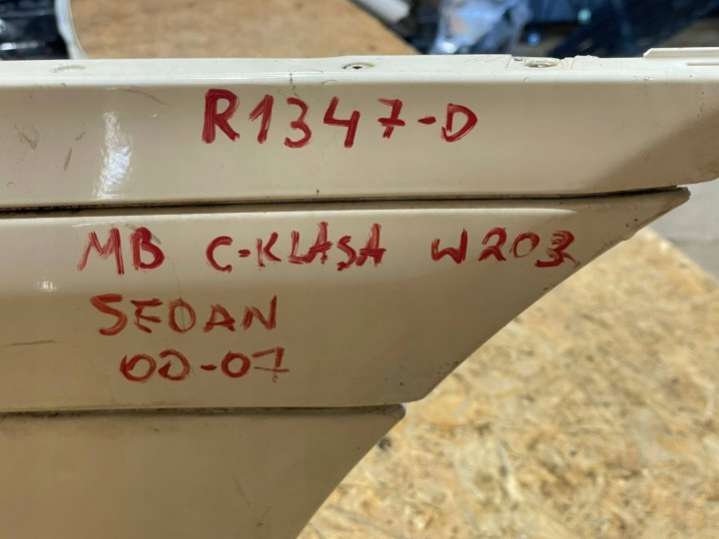 R1347-D
MB C-KLASA W203
SEDAN
00-07